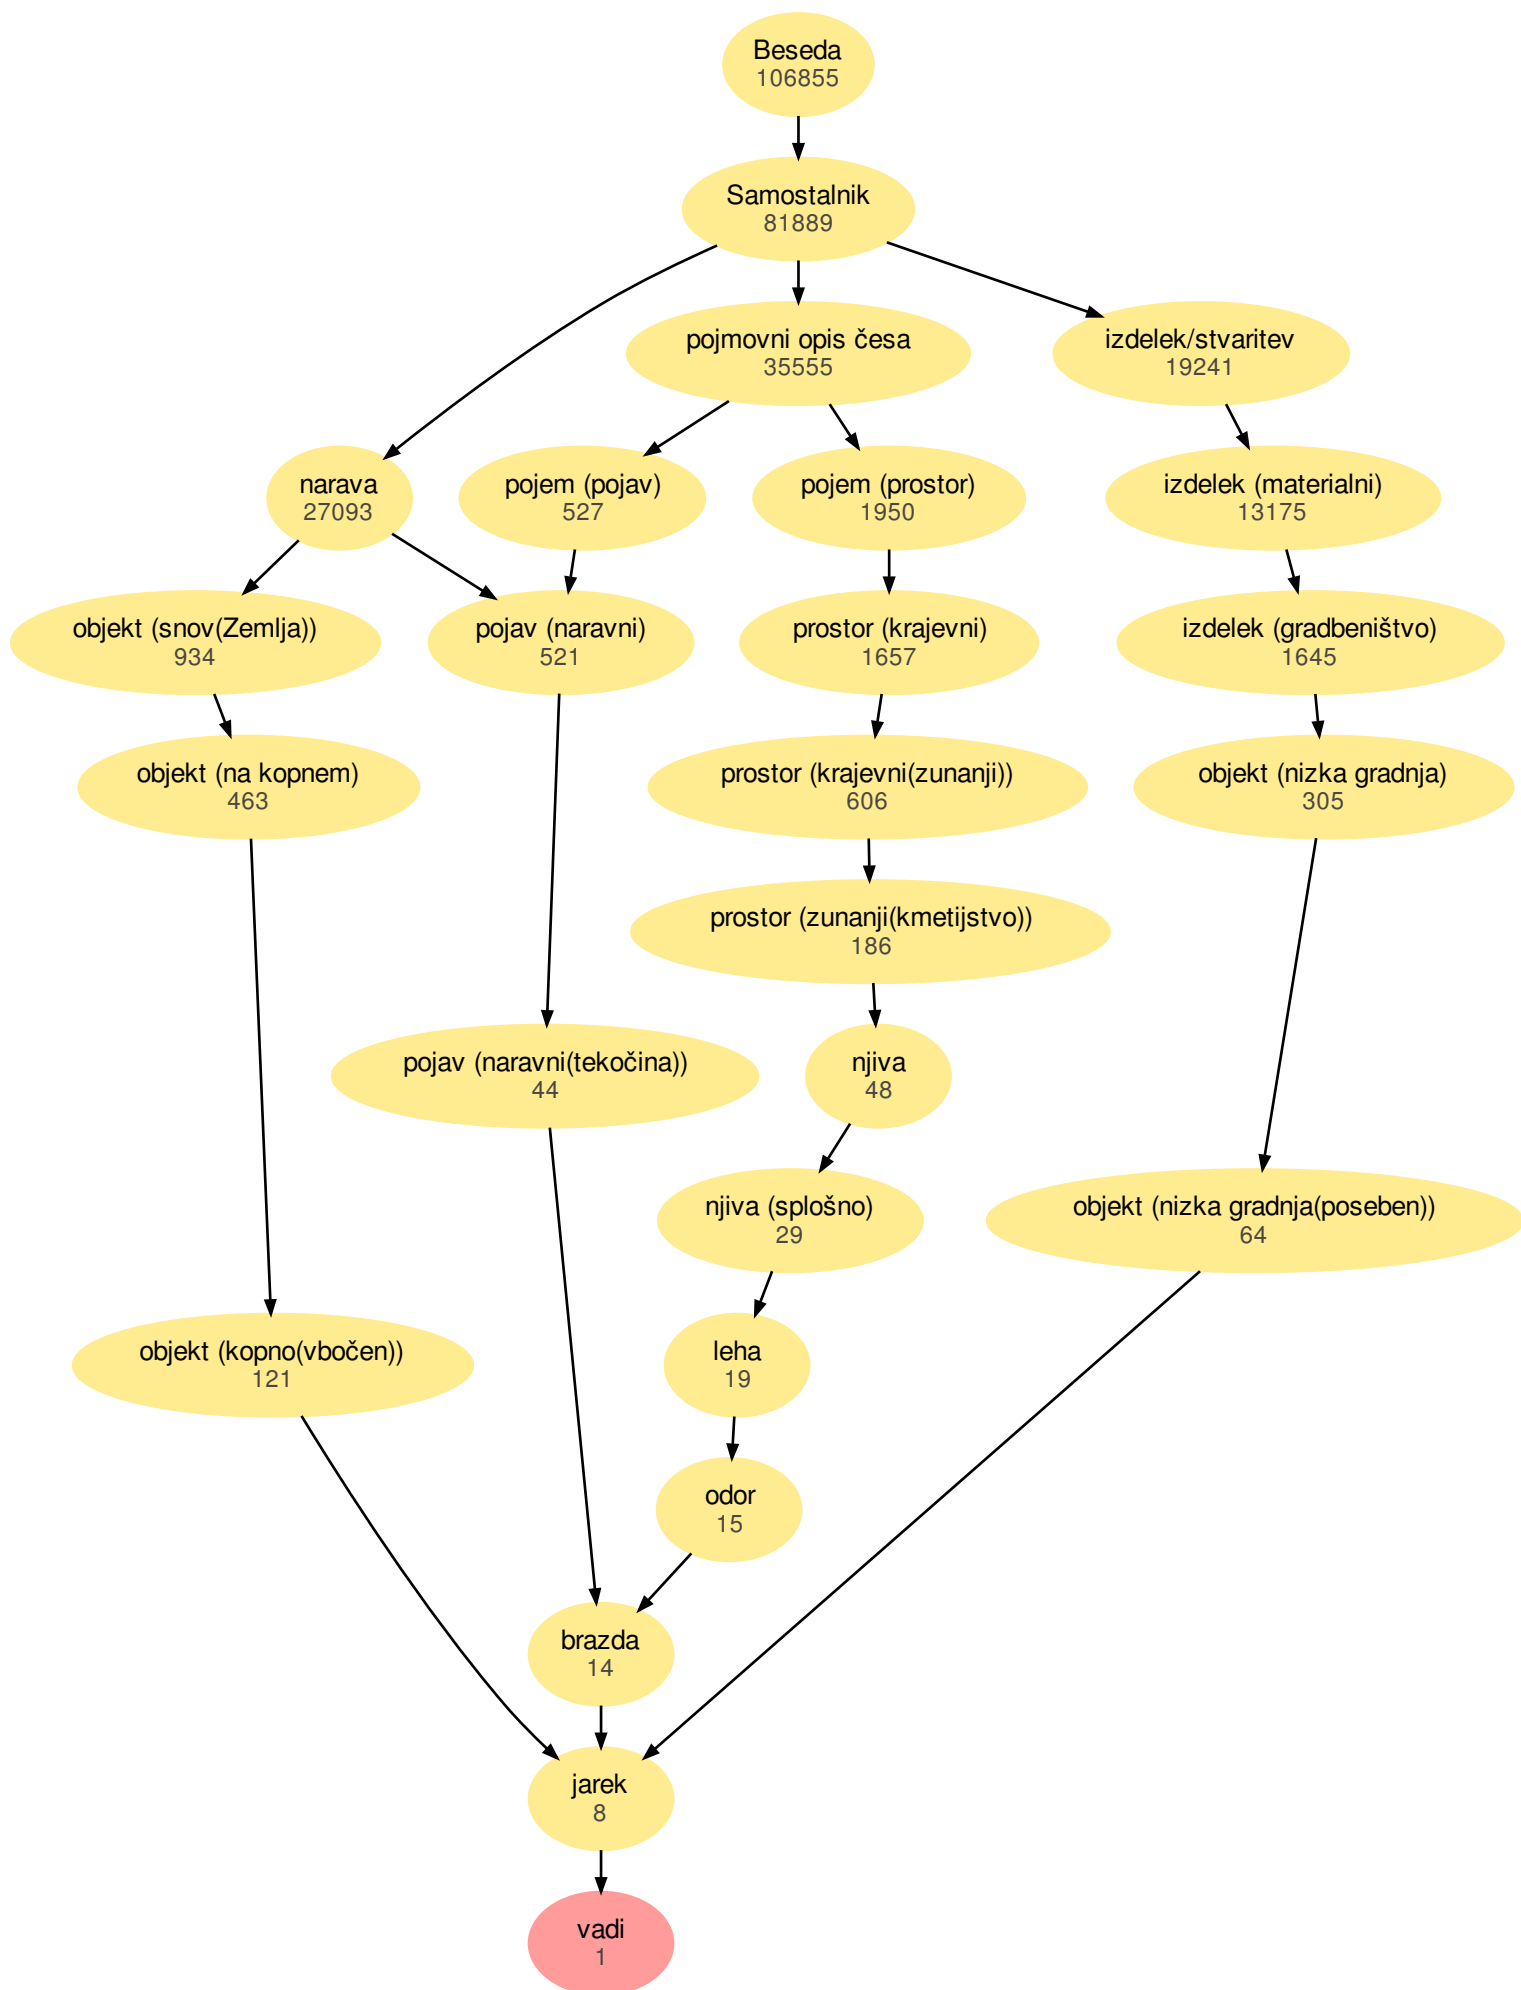 Beseda
106855
Samostalnik
81889
pojmovni opis česa
35555
izdelek/stvaritev
19241
narava
27093
pojem (pojav)
527
pojem (prostor)
1950
izdelek (materialni)
13175
objekt (snov(Zemlja))
934
pojav (naravni)
521
prostor (krajevni)
1657
izdelek (gradbeništvo)
1645
objekt (na kopnem)
463
prostor (krajevni(zunanji))
606
objekt (nizka gradnja)
305
prostor (zunanji(kmetijstvo))
186
pojav (naravni(tekočina))
44
njiva
48
njiva (splošno)
29
objekt (nizka gradnja(poseben))
64
objekt (kopno(vbočen))
121
leha
19
odor
15
brazda
14
jarek
8
vadi
1